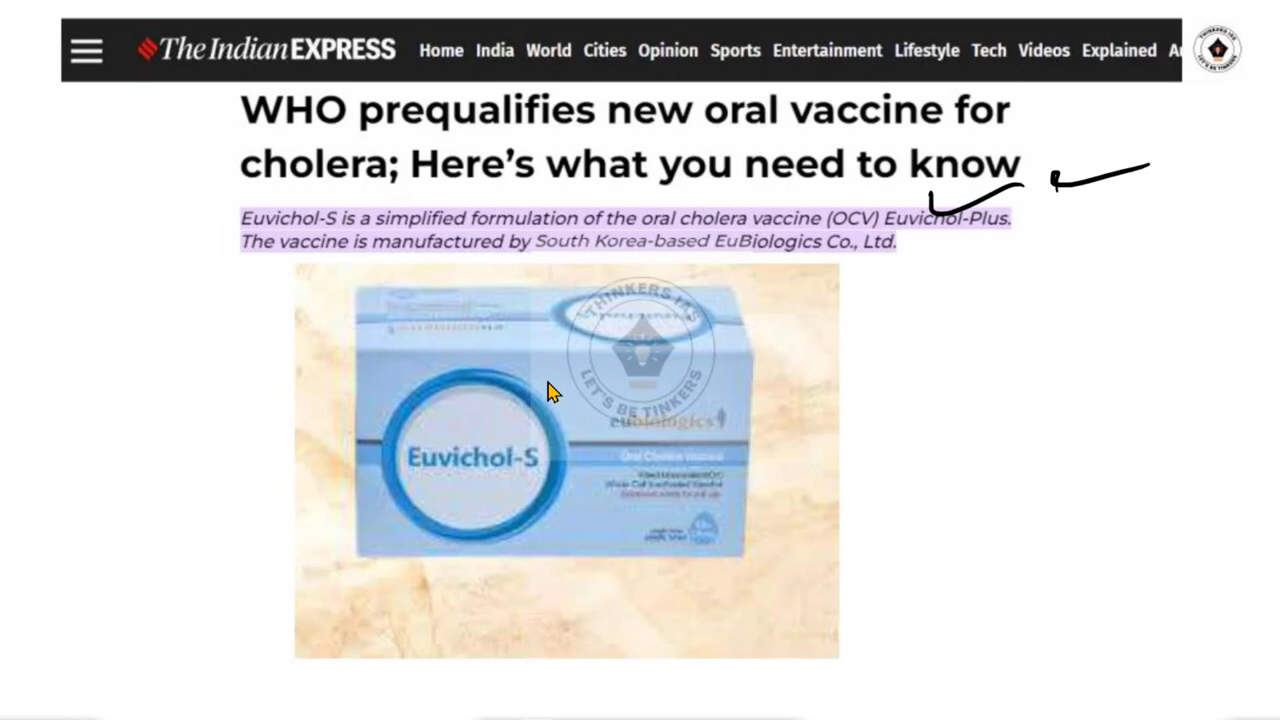 The Indian EXPRESS
Home India World Cities Opinion Sports Entertainment Lifestyle Tech Videos Explained
WHO prequalifies new oral vaccine for
cholera; Here's what you need to know
Euvichol-S is a simplified formulation of the oral cholera vaccine (OCV) Euvichol-Plus.
The vaccine is manufactured by South Korea-based EuBiologics Co., Ltd.
THINKERS IAS
LET'S BE TINKERS
eubiologics
Oral Cholera Vaccine
Euvichol-S